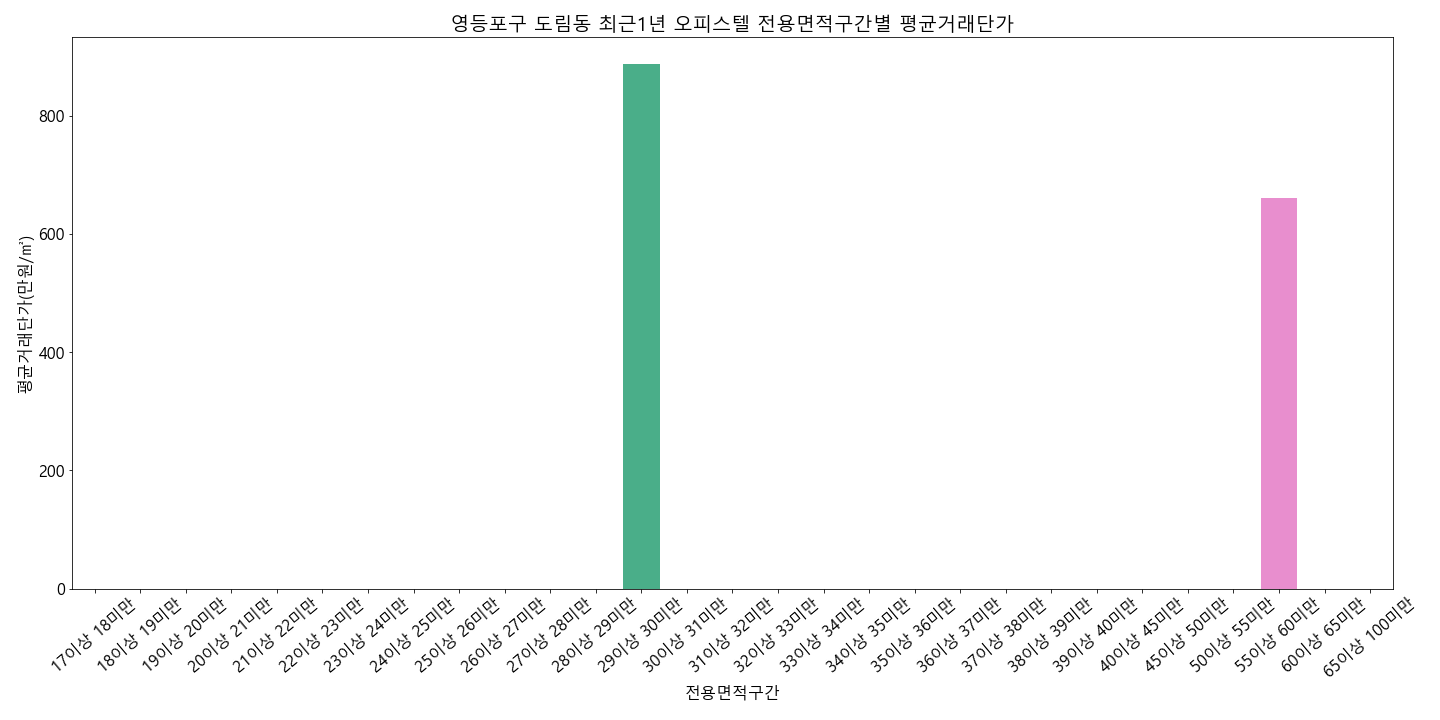 영등포구 도림동 최근1년 오피스텔 전용면적구간별 평균거래단가
평균거래단가(만원/㎡)
800
600
400
200
0
17이상 18미만
18이상 19미만
19이상 20미만
20이상 21미만
21이상 22미만
22이상 23미만
23이상 24미만
24이상 25미만
25이상 26미만
26이상 27미만
27이상 28미만
28이상 29미만
29이상 30미만
30이상 31미만
31이상 32미만
32이상 33미만
33이상 34미만
34이상 35미만
35이상 36미만
36이상 37미만
37이상 38미만
38이상 39미만
39이상 40미만
40이상 45미만
45이상 50미만
50이상 55미만
55이상 60미만
60이상 65미만
65이상 100미만
전용면적구간